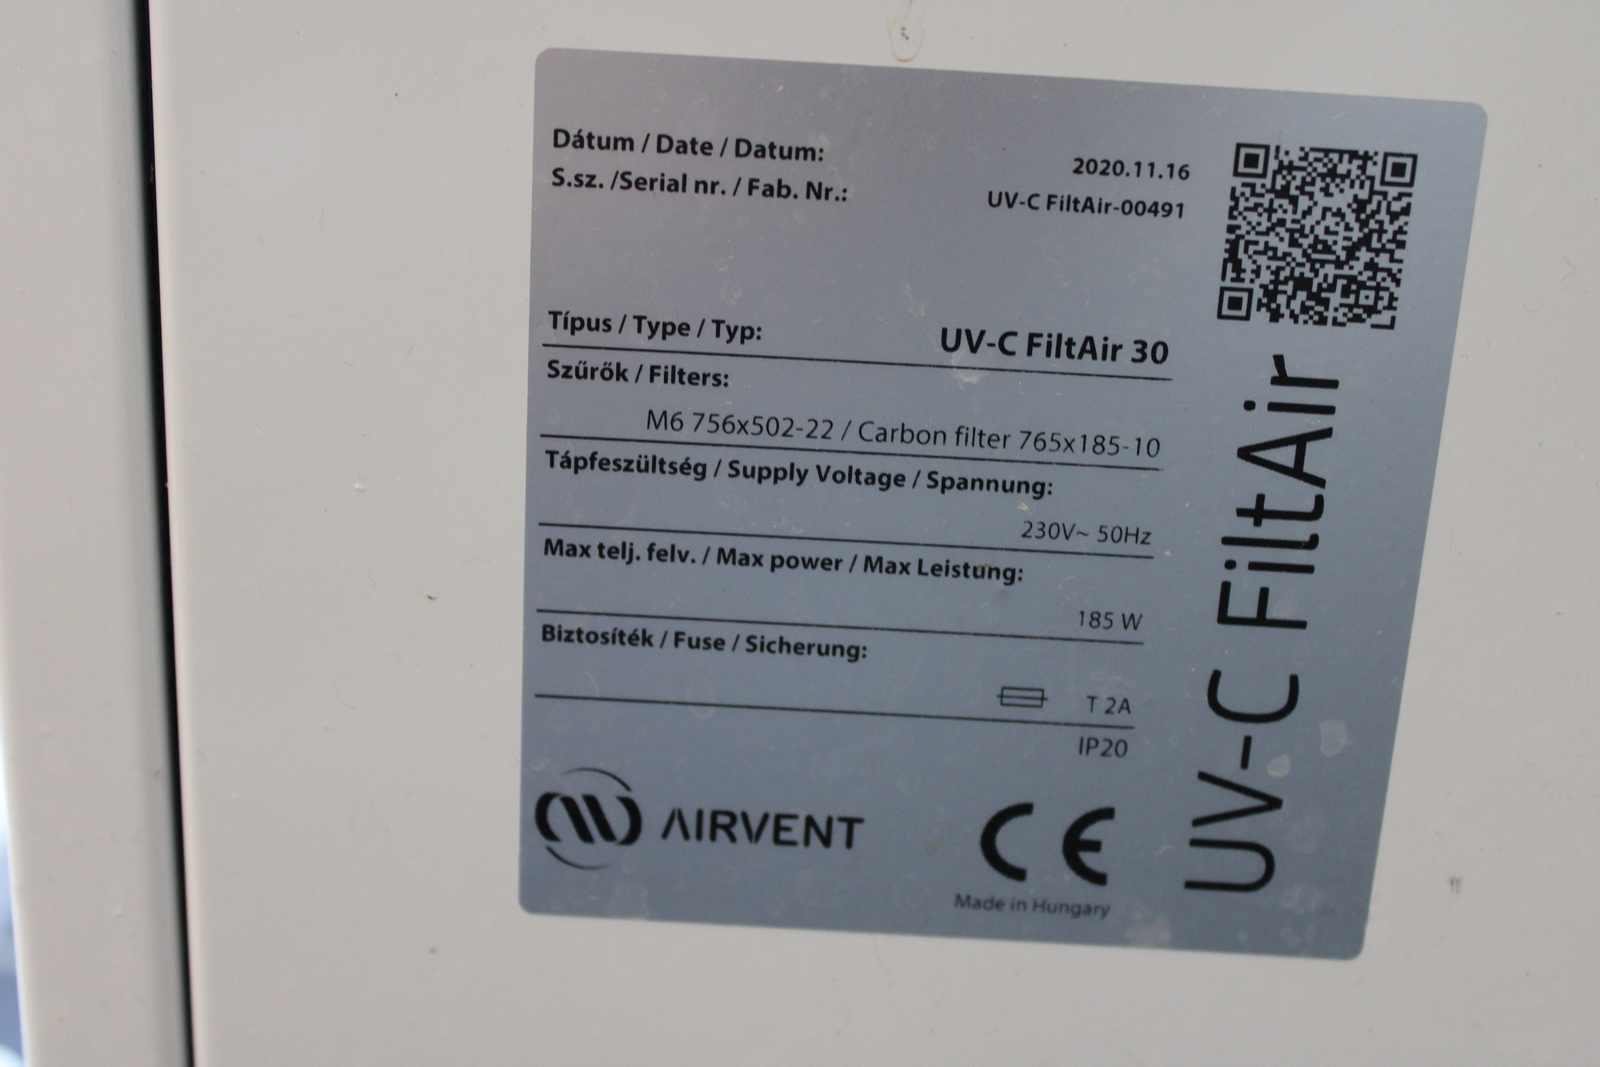 Dátum / Date / Datum: 2020.11.16
S.sz. /Serial nr. / Fab. Nr.: UV-C FiltAir-00491
Típus / Type / Typ: UV-C FiltAir 30
Szűrők / Filters:
M6 756x502-22 / Carbon filter 765x185-10
Tápfeszültség / Supply Voltage / Spannung:
230V~ 50Hz
Max telj. felv. / Max power / Max Leistung:
185 W
Biztosíték / Fuse / Sicherung:
T 2A
IP20
AIRVENT
CE
Made in Hungary
UV-C FiltAir